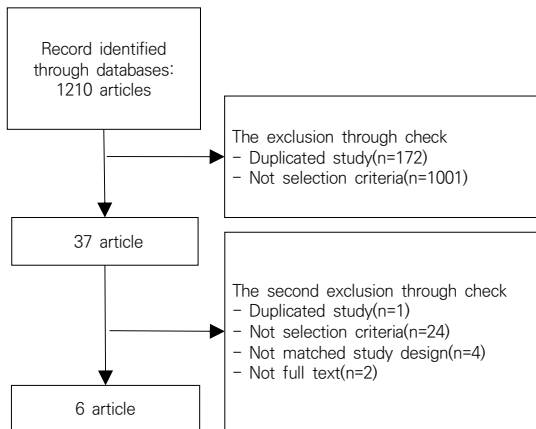 Record identified
through databases:
1210 articles
The exclusion through check
- Duplicated study(n=172)
- Not selection criteria(n=1001)
37 article
The second exclusion through check
- Duplicated study(n=1)
- Not selection criteria(n=24)
- Not matched study design(n=4)
- Not full text(n=2)
6 article